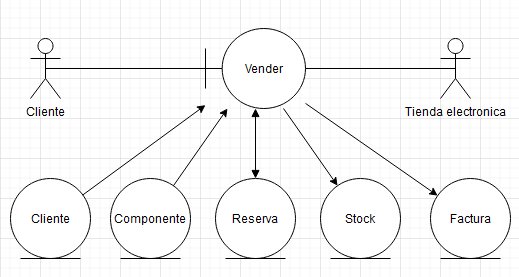 Vender
Cliente
Tienda electronica
Cliente
Componente
Reserva
Stock
Factura